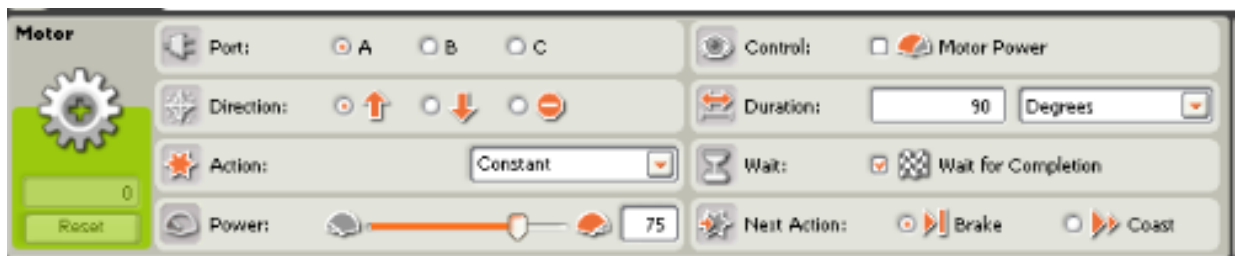 Motor
Port: A B C
Direction:
Action: Constant
Power: 75
0
Reset
Control: Motor Power
Duration: 90 Degrees
Wait: Wait for Completion
Next Action: Brake Coast